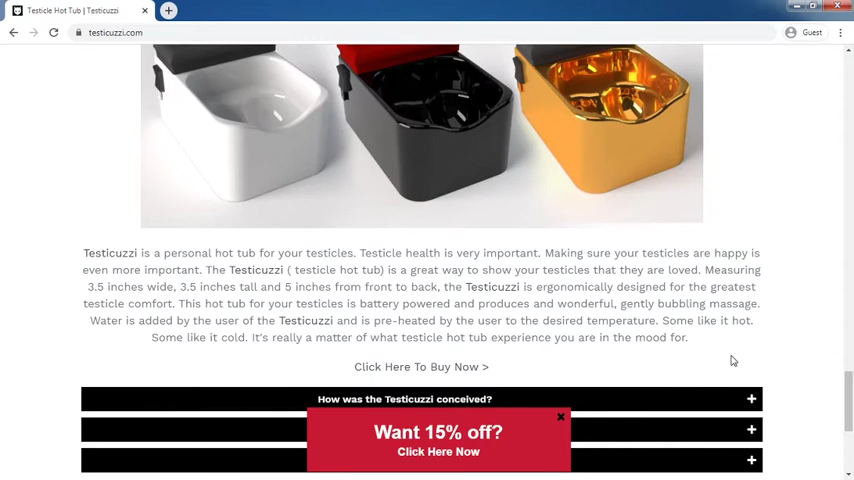 Testicle Hot Tub | Testicuzzi
testicuzzi.com
Guest
Testicuzzi is a personal hot tub for your testicles. Testicle health is very important. Making sure your testicles are happy is
even more important. The Testicuzzi ( testicle hot tub) is a great way to show your testicles that they are loved. Measuring
3.5 inches wide, 3.5 inches tall and 5 inches from front to back, the Testicuzzi is ergonomically designed for the greatest
testicle comfort. This hot tub for your testicles is battery powered and produces and wonderful, gently bubbling massage.
Water is added by the user of the Testicuzzi and is pre-heated by the user to the desired temperature. Some like it hot.
Some like it cold. It's really a matter of what testicle hot tub experience you are in the mood for.
Click Here To Buy Now >
How was the Testicuzzi conceived?
Want 15% off?
Click Here Now